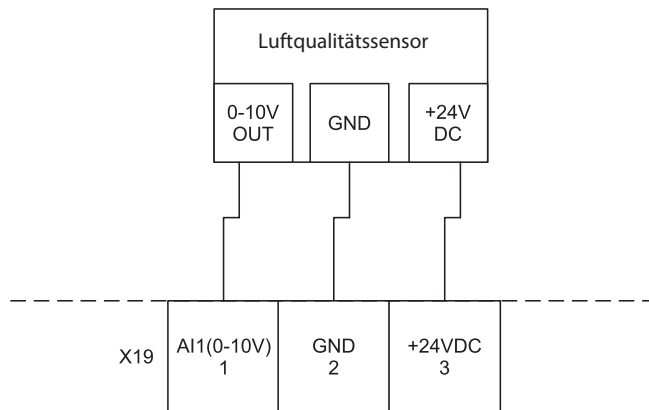 Luftqualitätssensor
0-10V
OUT
GND
+24V
DC
X19
AI1(0-10V)
1
GND
2
+24VDC
3